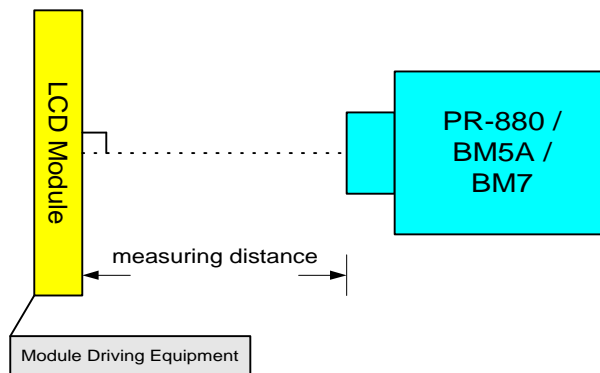 LCD Module
PR-880 /
BM5A /
BM7
measuring distance
Module Driving Equipment